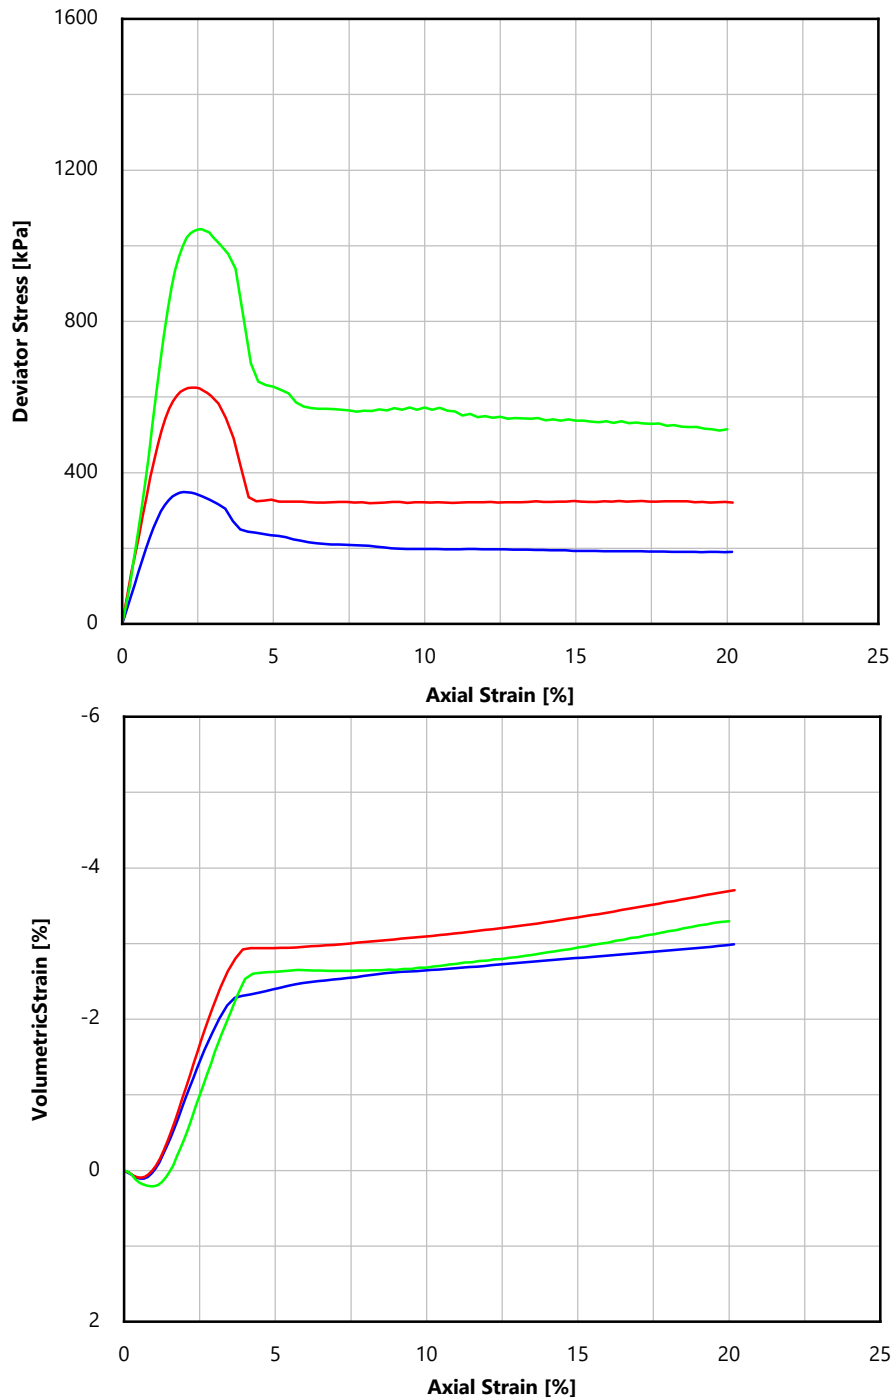 1600
1200
800
400
0
Deviator Stress [kPa]
0 5 10 15 20 25
Axial Strain [%]
-6
-4
-2
0
2
VolumetricStrain [%]
0 5 10 15 20 25
Axial Strain [%]